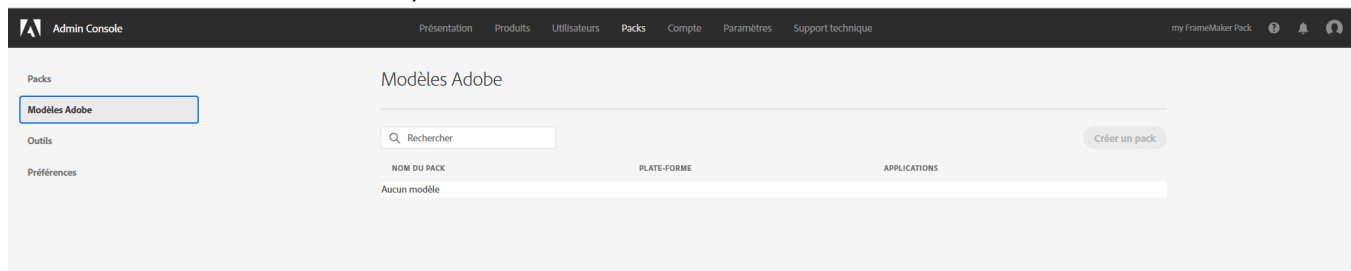 Admin Console
Présentation Produits Utilisateurs Packs Compte Paramètres Support technique
my FrameMaker Pack
Packs
Modèles Adobe
Outils
Préférences
Modèles Adobe
Rechercher
Créer un pack
NOM DU PACK PLATE-FORME APPLICATIONS
Aucun modèle